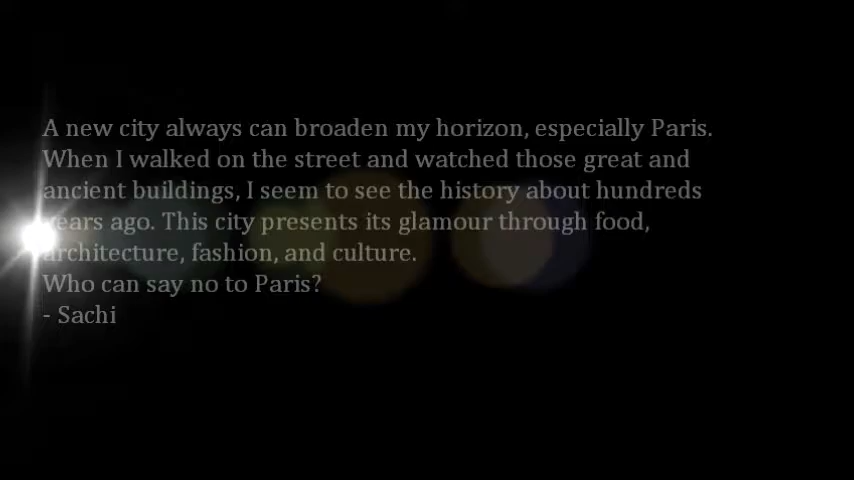 A new city always can broaden my horizon, especially Paris.
When I walked on the street and watched those great and
ancient buildings, I seem to see the history about hundreds
years ago. This city presents its glamour through food,
architecture, fashion, and culture.
Who can say no to Paris?
- Sachi